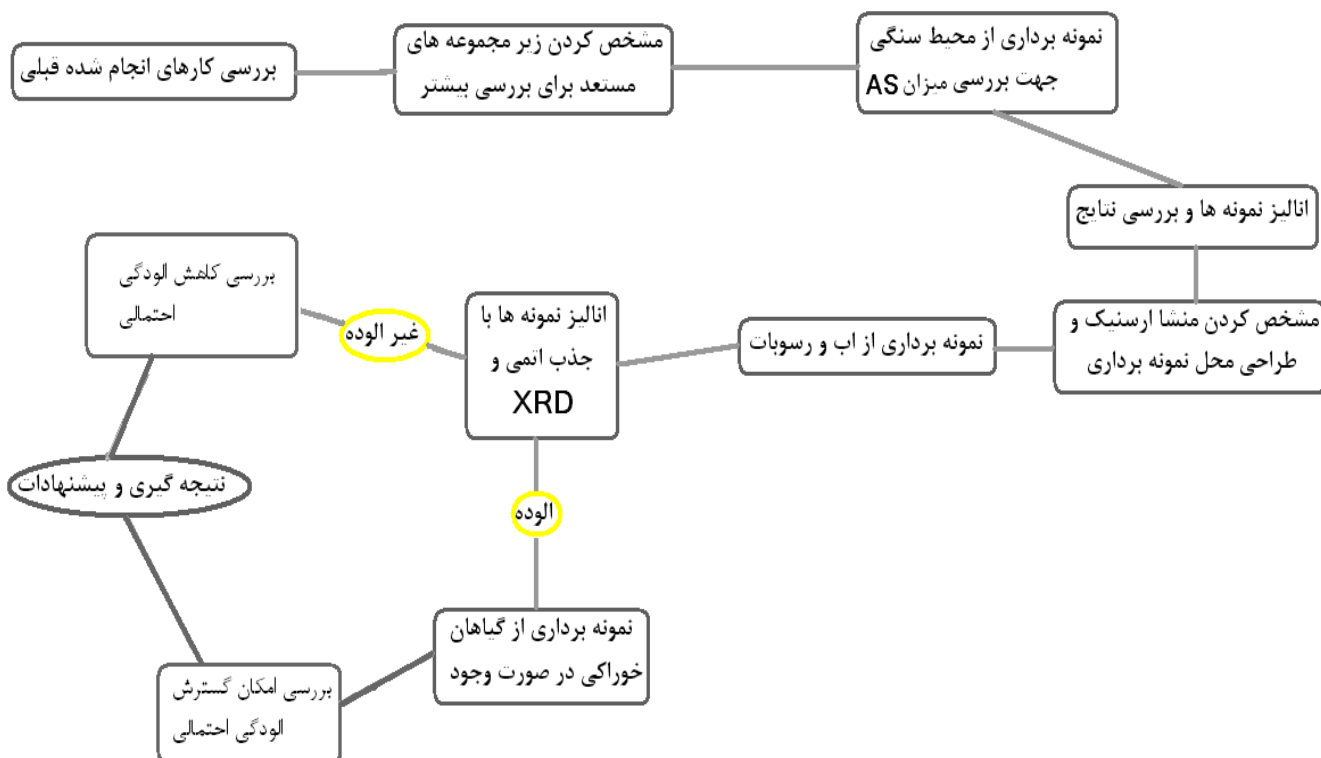 بررسی کارهای انجام شده قبلی
مشخص کردن زیر مجموعه های
مستعد برای بررسی بیشتر
نمونه برداری از محیط سنگی
جهت بررسی میزان AS
انالیز نمونه ها و بررسی نتایج
مشخص کردن منشا ارسنیک و
طراحی محل نمونه برداری
نمونه برداری از اب و رسوبات
انالیز نمونه ها با
جذب اتمی و
XRD
غیر الوده
بررسی کاهش الودگی
احتمالی
الوده
نمونه برداری از گیاهان
خوراکی در صورت وجود
بررسی امکان گسترش
الودگی احتمالی
نتیجه گیری و پیشنهادات